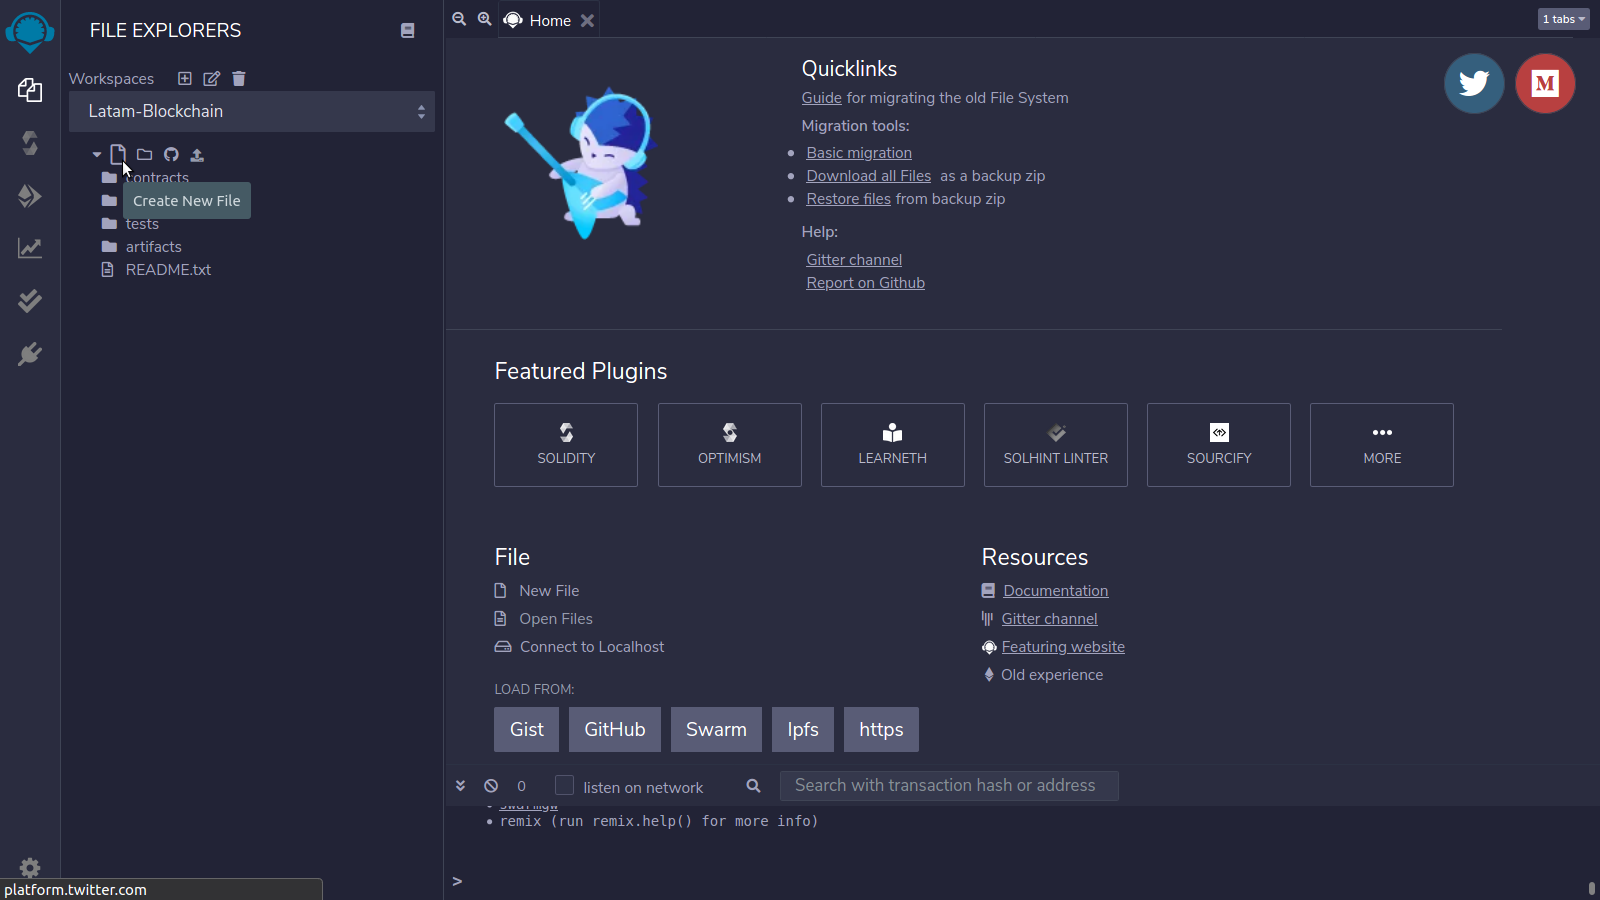 FILE EXPLORERS
Workspaces
Latam-Blockchain
contracts
Create New File
tests
artifacts
README.txt
Home
1 tabs
Quicklinks
Guide for migrating the old File System
Migration tools:
Basic migration
Download all Files as a backup zip
Restore files from backup zip
Help:
Gitter channel
Report on Github
M
Featured Plugins
SOLIDITY
OPTIMISM
LEARNETH
SOLHINT LINTER
SOURCIFY
MORE
File
New File
Open Files
Connect to Localhost
LOAD FROM:
Gist
GitHub
Swarm
Ipfs
https
Resources
Documentation
Gitter channel
Featuring website
Old experience
0
listen on network
Search with transaction hash or address
swarmgw
remix (run remix.help() for more info)
>
platform.twitter.com